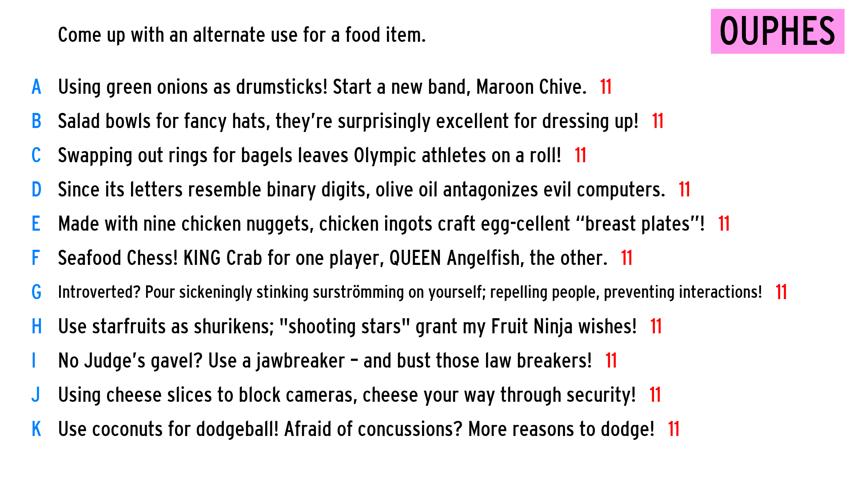 Come up with an alternate use for a food item.
OUPHES
A Using green onions as drumsticks! Start a new band, Maroon Chive. 11
B Salad bowls for fancy hats, they're surprisingly excellent for dressing up! 11
C Swapping out rings for bagels leaves Olympic athletes on a roll! 11
D Since its letters resemble binary digits, olive oil antagonizes evil computers. 11
E Made with nine chicken nuggets, chicken ingots craft egg-cellent “breast plates”! 11
F Seafood Chess! KING Crab for one player, QUEEN Angelfish, the other. 11
G Introverted? Pour sickeningly stinking surströmming on yourself; repelling people, preventing interactions! 11
H Use starfruits as shurikens; "shooting stars" grant my Fruit Ninja wishes! 11
I No Judge's gavel? Use a jawbreaker – and bust those law breakers! 11
J Using cheese slices to block cameras, cheese your way through security! 11
K Use coconuts for dodgeball! Afraid of concussions? More reasons to dodge! 11